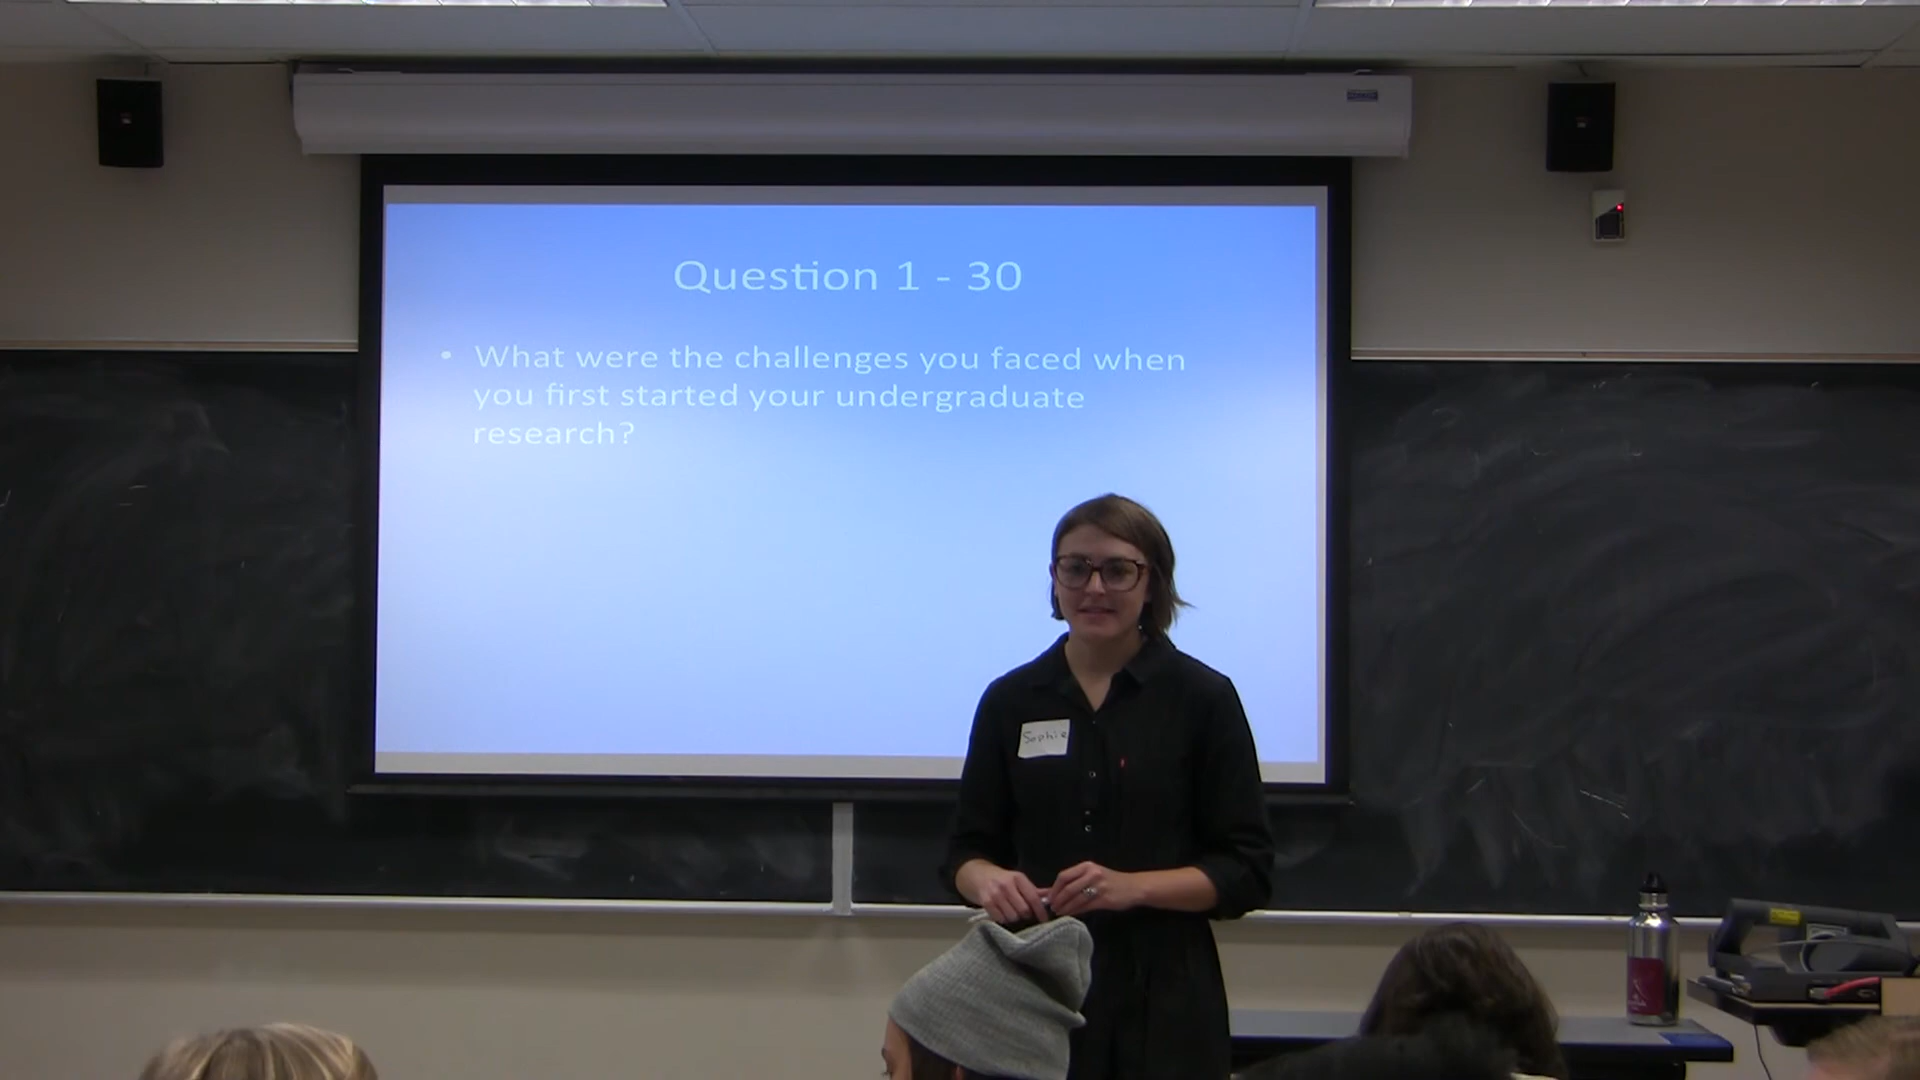 Question 1 - 30
• What were the challenges you faced when
you first started your undergraduate
research?
Sophie